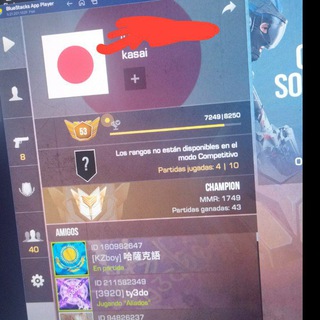 BlueStacks App Player
kasai
+
53
7249|8250
?
Los rangos no están disponibles en el
modo Competitivo
Partidas jugadas: 4 | 10
8
CHAMPION
MMR: 1749
Partidas ganadas: 43
AMIGOS
40
ID 180982647
[KZboy] 哈薩克語
En portada
ID 211582349
[3920] ty3do
Jugando "Aliados"
ID 94826237
SO